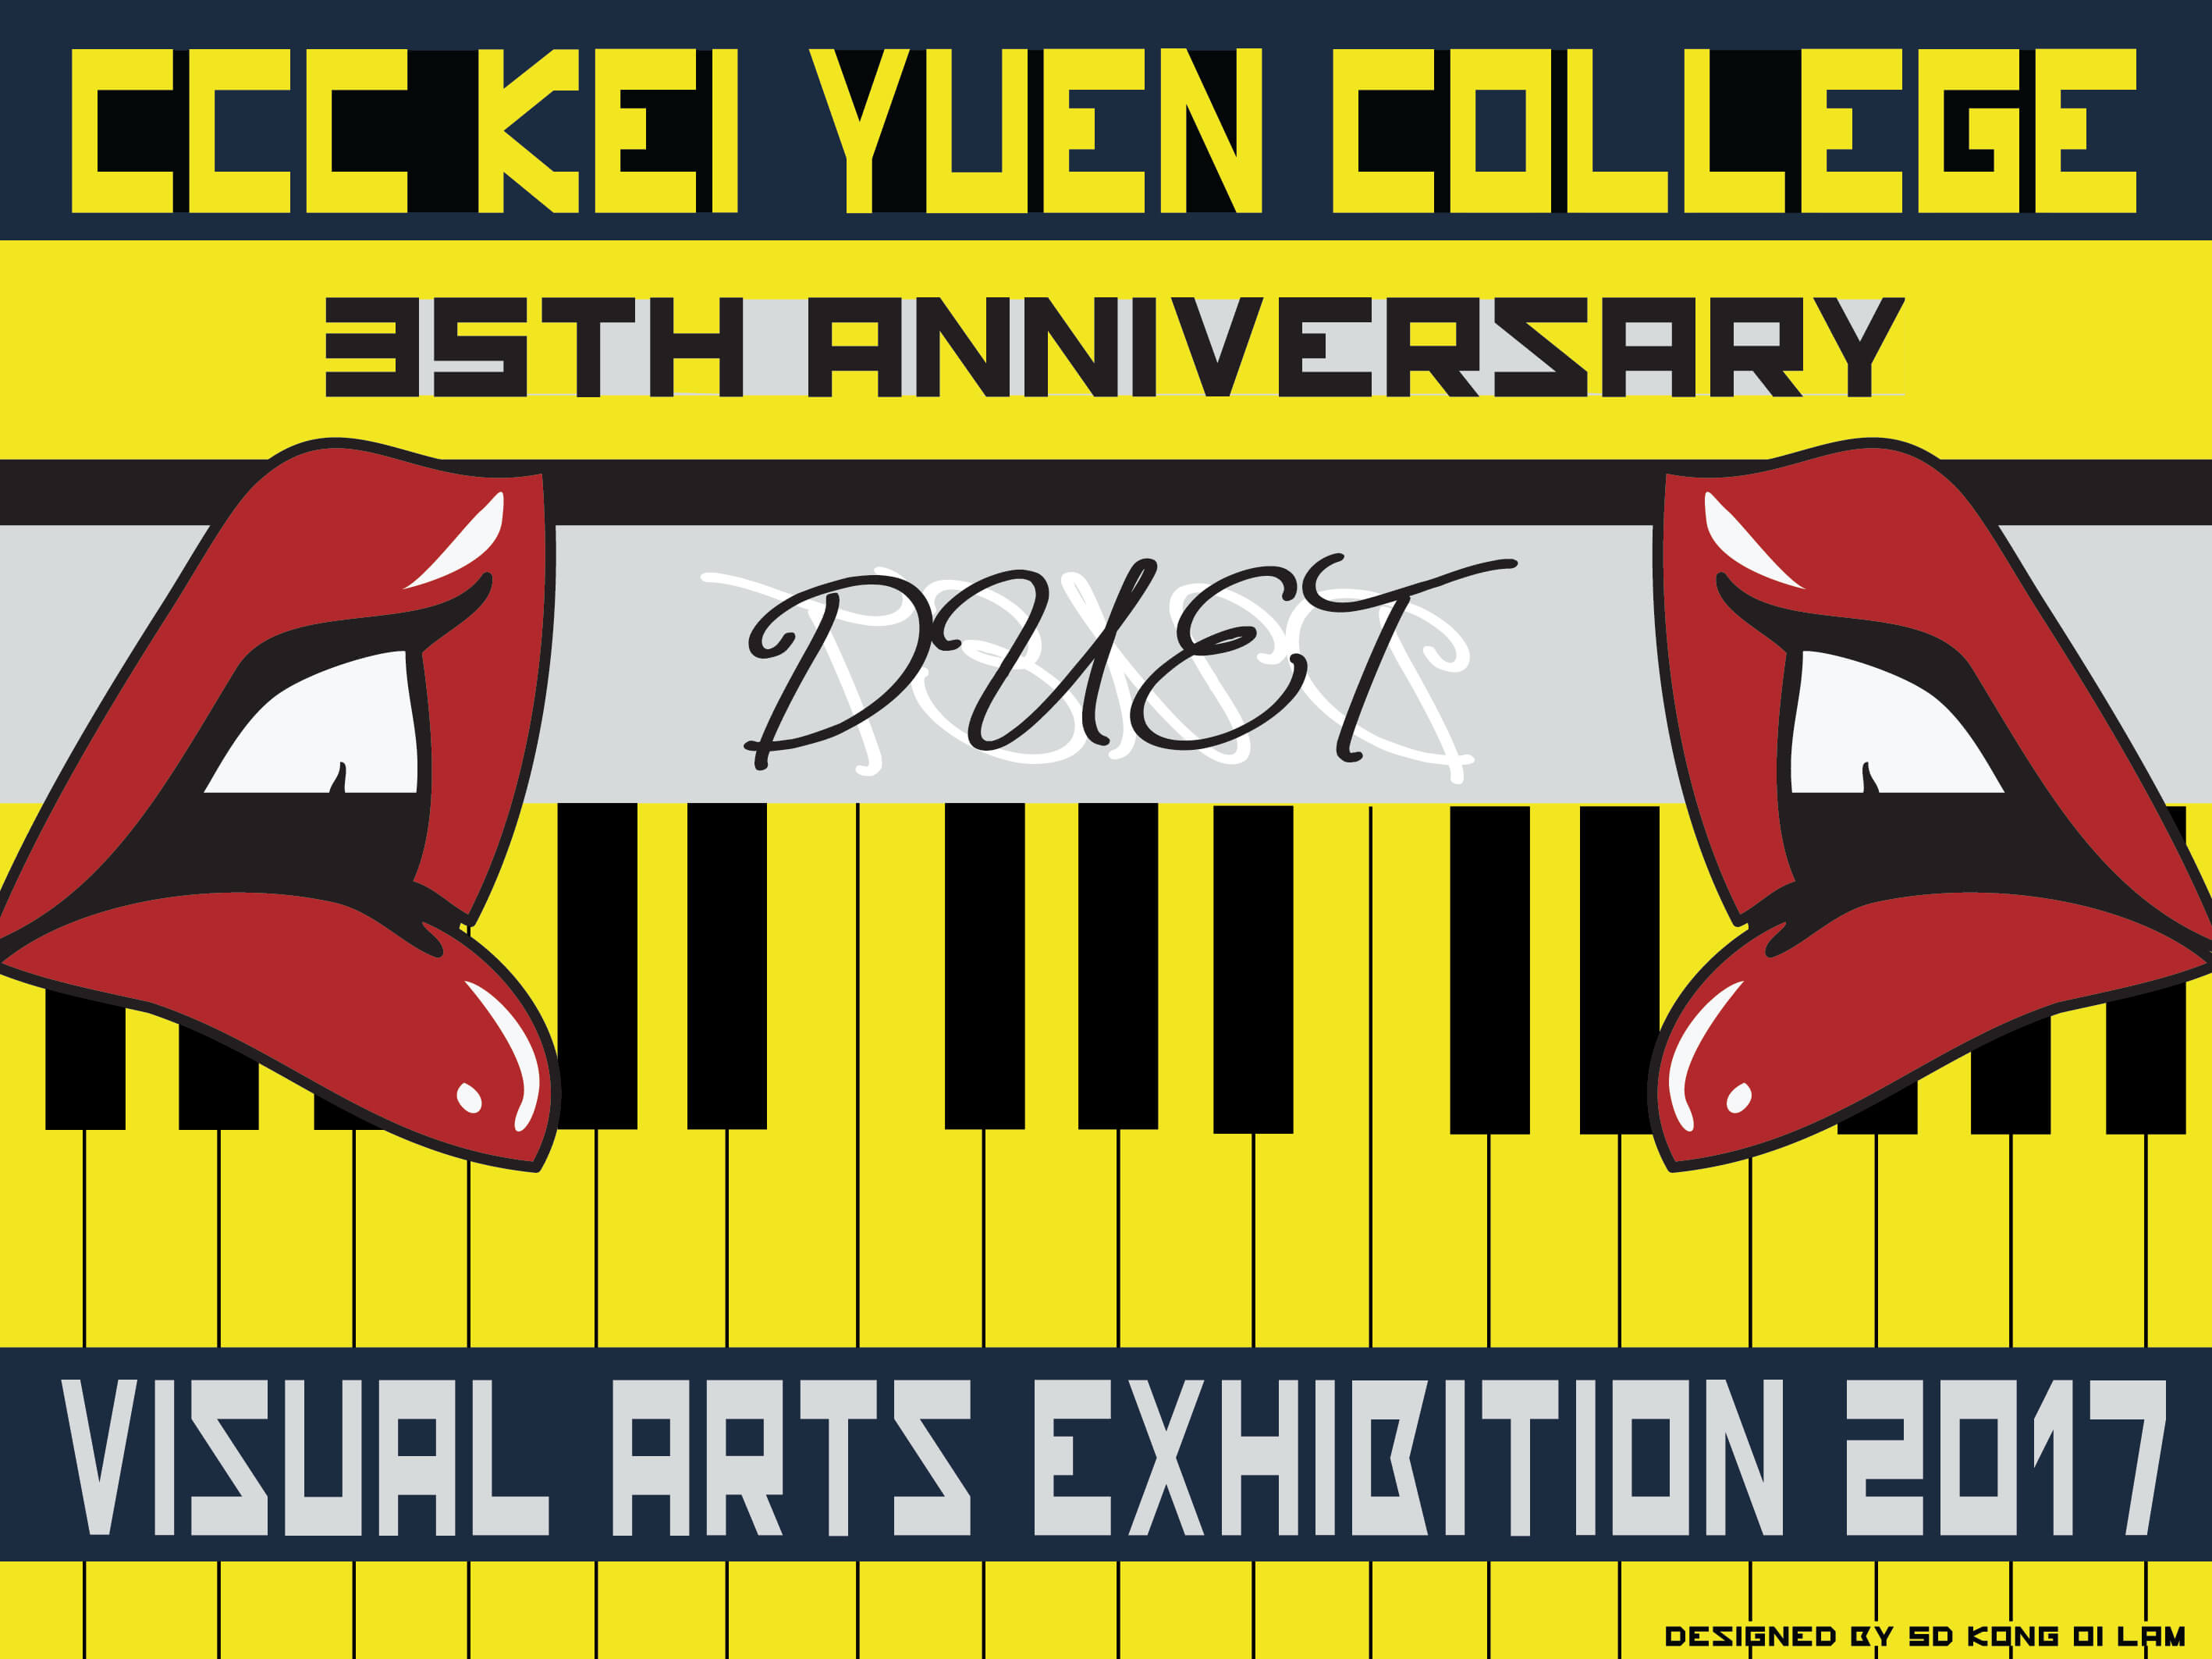 CCC KEI YUEN COLLEGE
35TH ANNIVERSARY
DUET
VISUAL ARTS EXHIBITION 2017
DESIGNED BY 5D KONG OI LAM